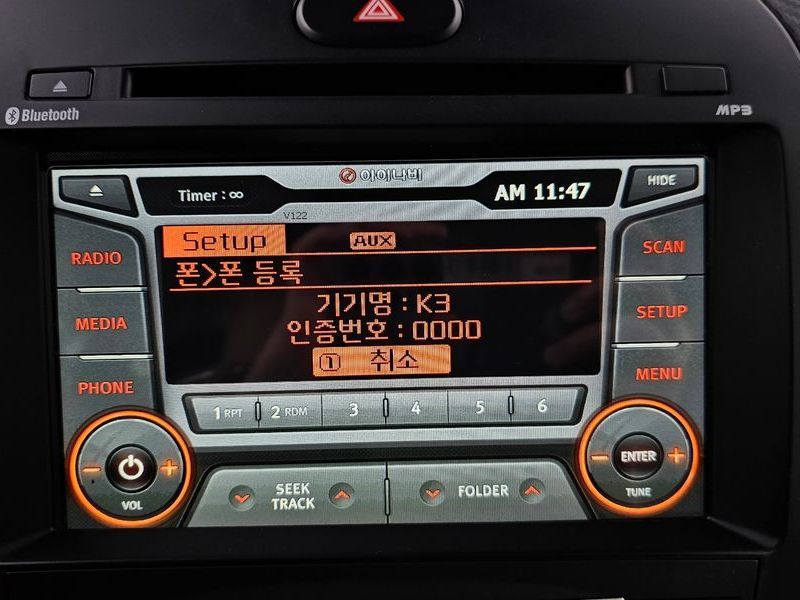 Bluetooth
MP3
아이나비
Timer : ∞
AM 11:47
HIDE
V122
Setup AUX
폰>폰 등록
기기명 : K3
인증번호 : 0000
① 취소
RADIO
MEDIA
PHONE
SCAN
SETUP
MENU
1 RPT 2 RDM 3 4 5 6
VOL
SEEK
TRACK
FOLDER
ENTER
TUNE